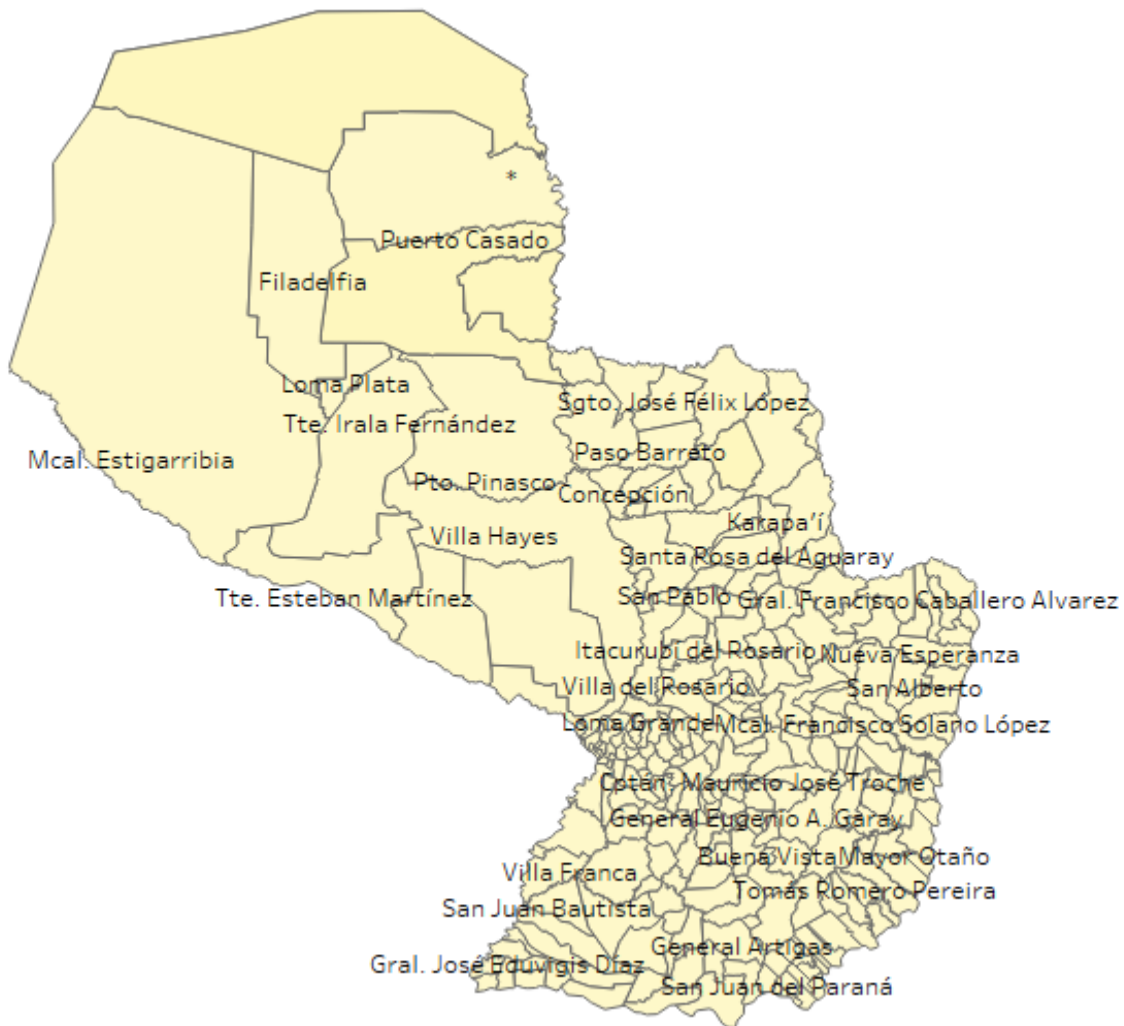 *
Puerto Casado
Filadelfia
Loma Plata
Sgto. José Félix López
Tte. Irala Fernández
Paso Barreto
Mcal. Estigarribia
Pto. Pinasco
Concepción
Karapa'í
Villa Hayes
Santa Rosa del Aguaray
Tte. Esteban Martínez
San Pablo
Gral. Francisco Caballero Alvarez
Itacurubí del Rosario
Nueva Esperanza
Villa del Rosario
San Alberto
Loma Grande
Mcal. Francisco Solano López
Cptán. Mauricio José Troche
General Eugenio A. Garay
Buena Vista
Mayor Otaño
Villa Franca
Tomás Romero Pereira
San Juan Bautista
General Artigas
Gral. José Eduvigis Díaz
San Juan del Paraná